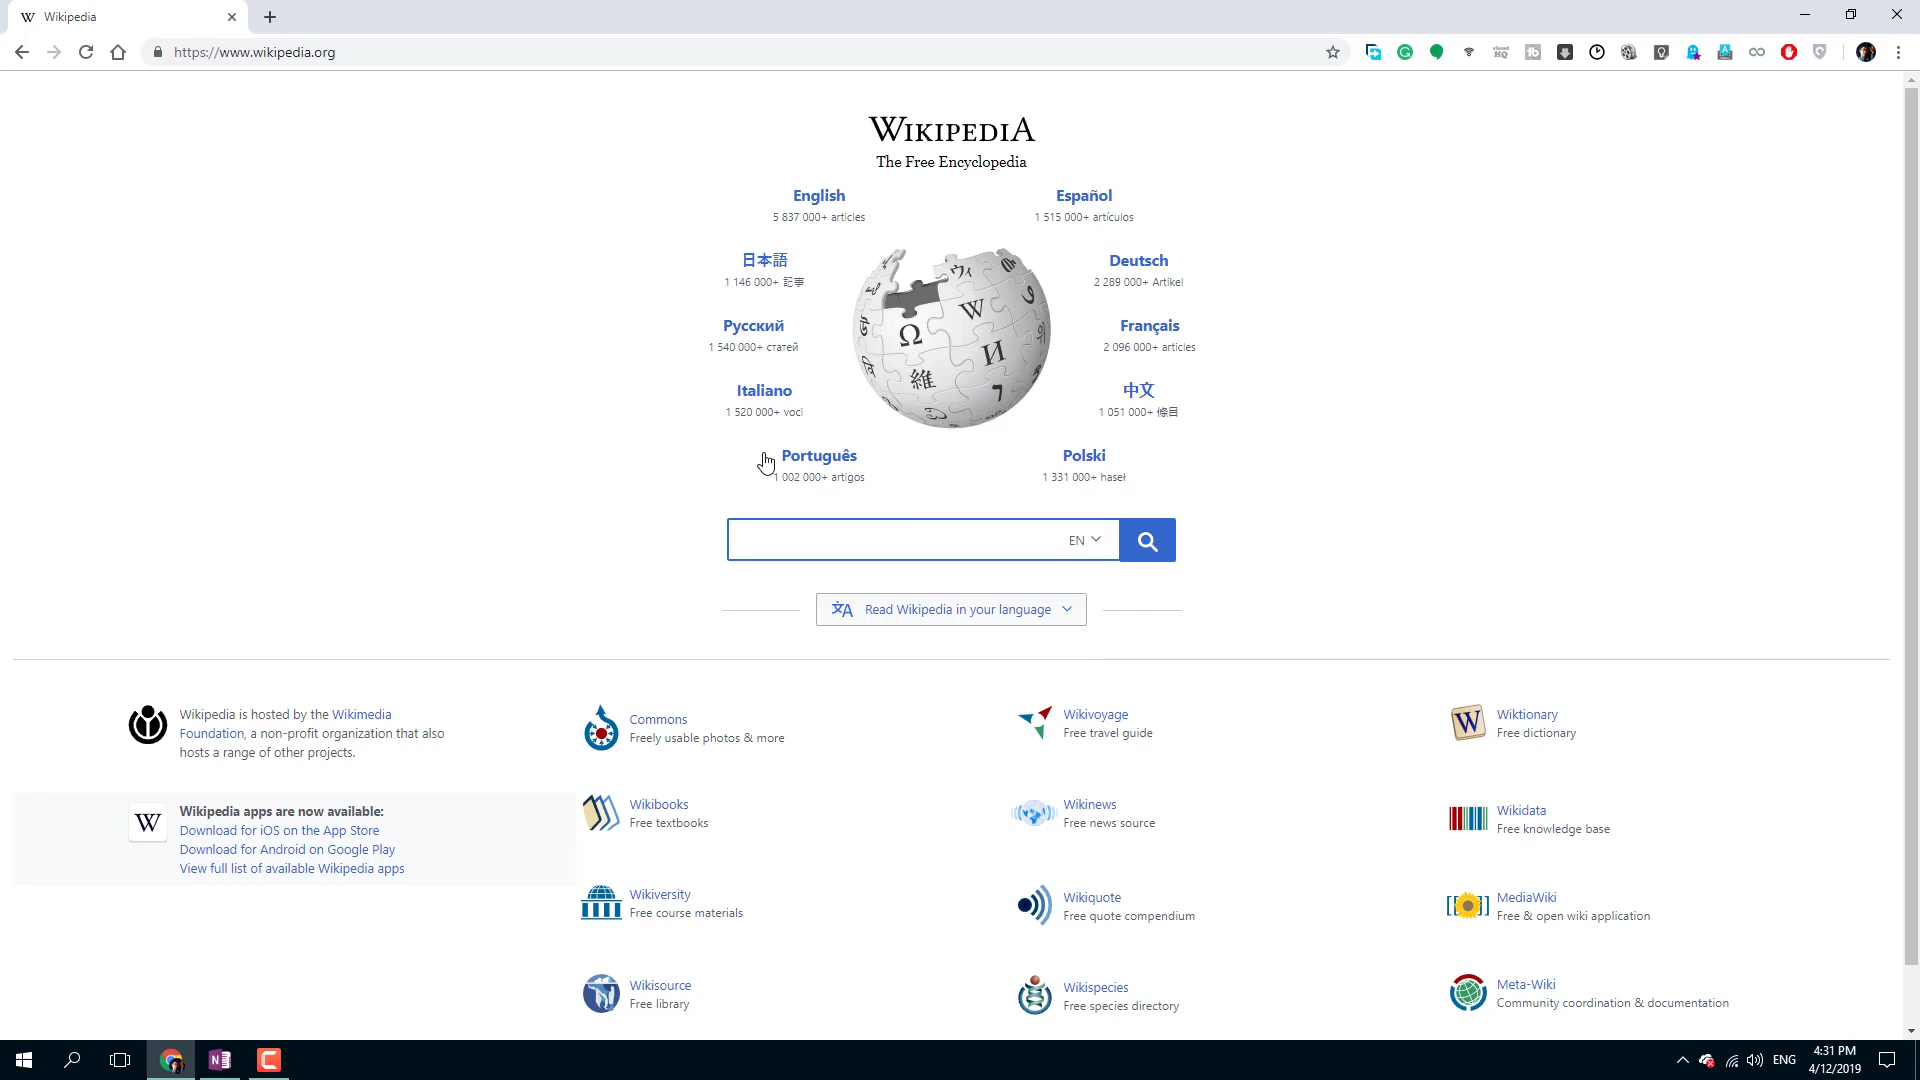 Wikipedia
https://www.wikipedia.org
WIKIPEDIA
The Free Encyclopedia
English
5 837 000+ articles
Español
1 515 000+ artículos
日本語
1 146 000+ 記事
Deutsch
2 289 000+ Artikel
Русский
1 540 000+ статей
Français
2 096 000+ articles
Italiano
1 520 000+ voci
中文
1 051 000+ 條目
Português
1 002 000+ artigos
Polski
1 331 000+ haseł
EN
Read Wikipedia in your language
Wikipedia is hosted by the Wikimedia
Foundation, a non-profit organization that also
hosts a range of other projects.
Wikipedia apps are now available:
Download for iOS on the App Store
Download for Android on Google Play
View full list of available Wikipedia apps
Commons
Freely usable photos & more
Wikivoyage
Free travel guide
Wiktionary
Free dictionary
Wikibooks
Free textbooks
Wikinews
Free news source
Wikidata
Free knowledge base
Wikiversity
Free course materials
Wikiquote
Free quote compendium
MediaWiki
Free & open wiki application
Wikisource
Free library
Wikispecies
Free species directory
Meta-Wiki
Community coordination & documentation
ENG
4:31 PM
4/12/2019